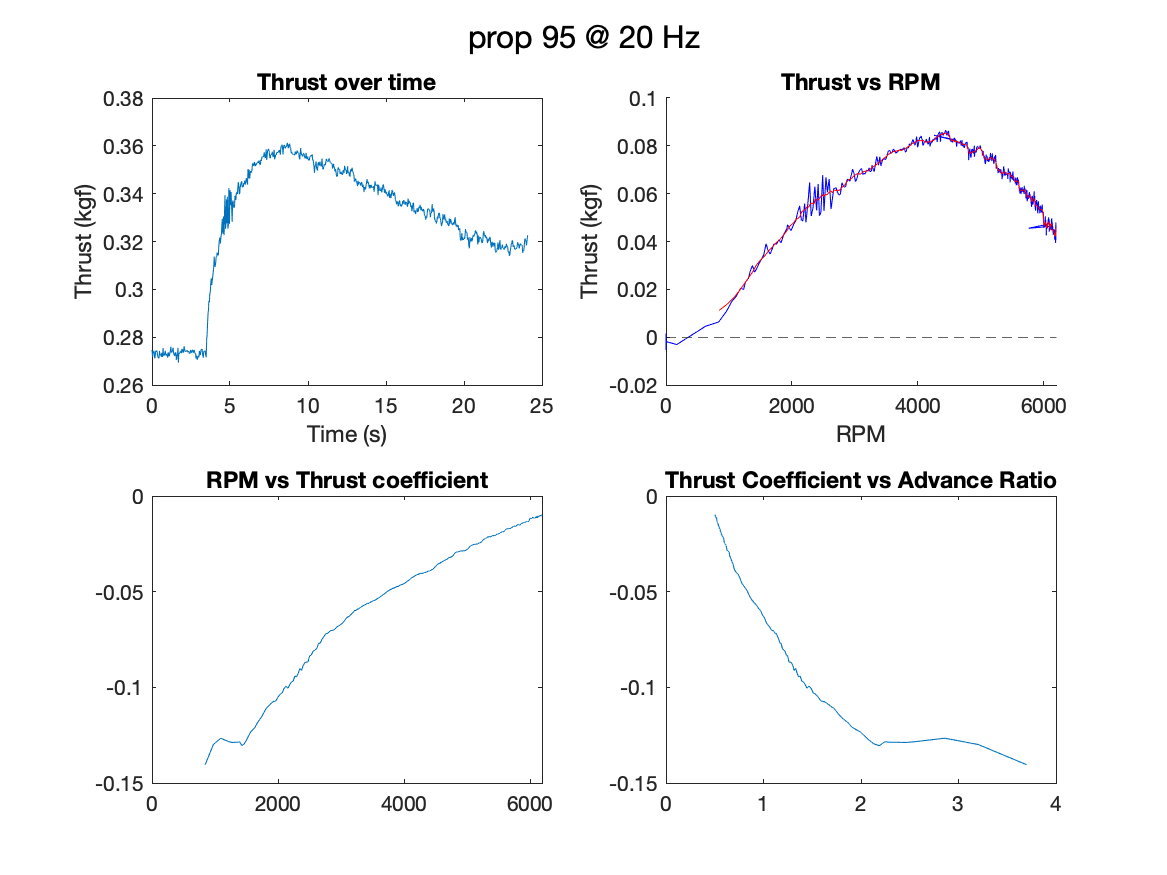 prop 95 @ 20 Hz
Thrust over time
0.38
0.36
0.34
0.32
0.3
0.28
0.26
Thrust (kgf)
0 5 10 15 20 25
Time (s)
Thrust vs RPM
0.1
0.08
0.06
0.04
0.02
0
-0.02
Thrust (kgf)
0 2000 4000 6000
RPM
RPM vs Thrust coefficient
0
-0.05
-0.1
-0.15
0 2000 4000 6000
Thrust Coefficient vs Advance Ratio
0
-0.05
-0.1
-0.15
0 1 2 3 4